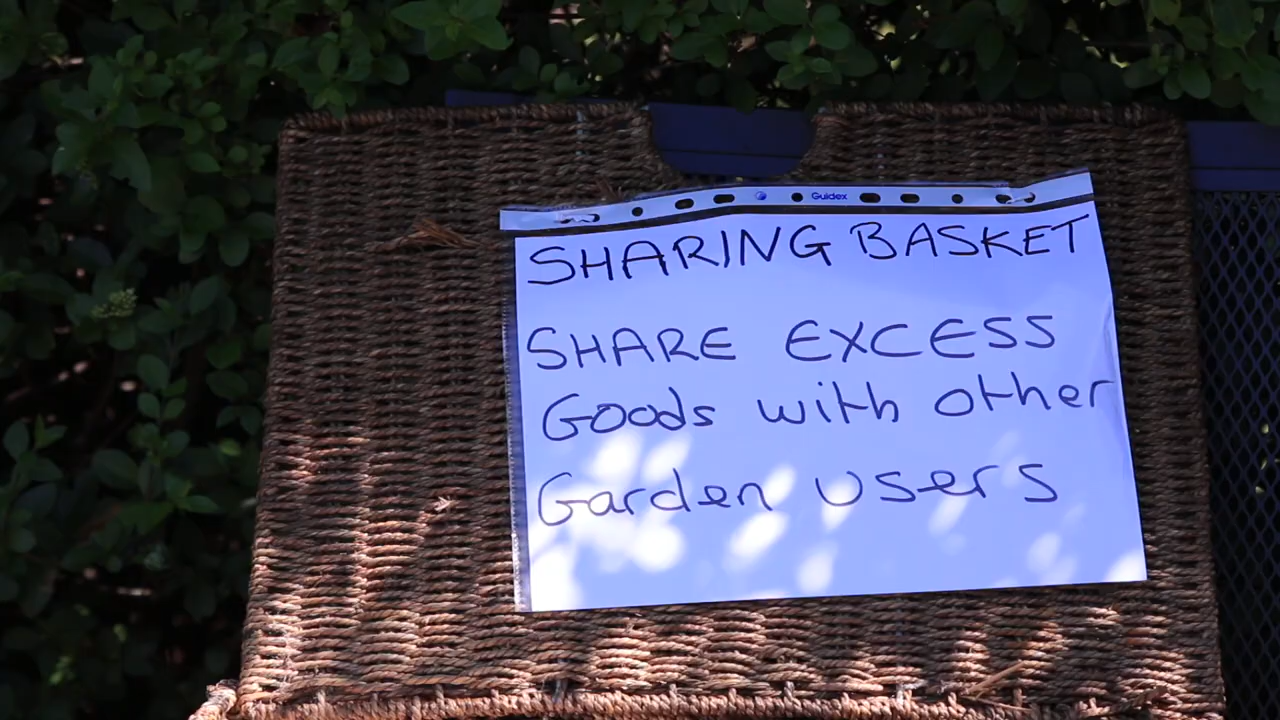 Guidex
SHARING BASKET
SHARE EXCESS
Goods with other
Garden users